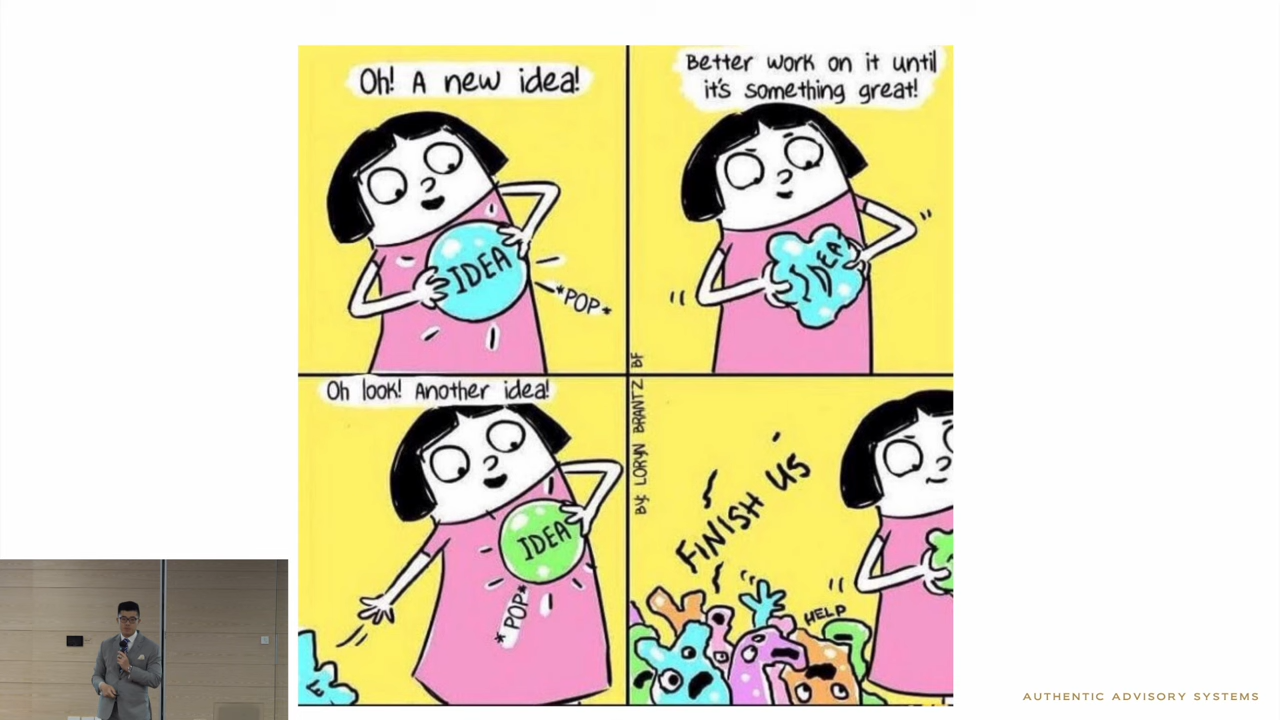 Oh! A new idea!
IDEA
*POP*
Better work on it until
it's something great!
IDEA
Oh look! Another idea!
IDEA
*POP*
E
BY: LORYN BRANTZ BF
FINISH US
HELP
AUTHENTIC ADVISORY SYSTEMS